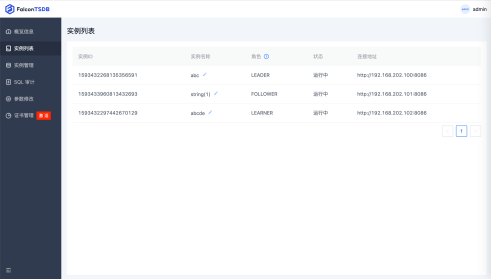 FalconTSDB
admin
概览信息
实例列表
实例管理
SQL 审计
参数修改
证书管理 激活
实例列表
实例ID 实例名称 角色 状态 连接地址
1593432268135356591 abc LEADER 运行中 http://192.168.202.100:8086
1593433960813432693 string(1) FOLLOWER 运行中 http://192.168.202.101:8086
1593432297442670129 abcde LEARNER 运行中 http://192.168.202.102:8086
1